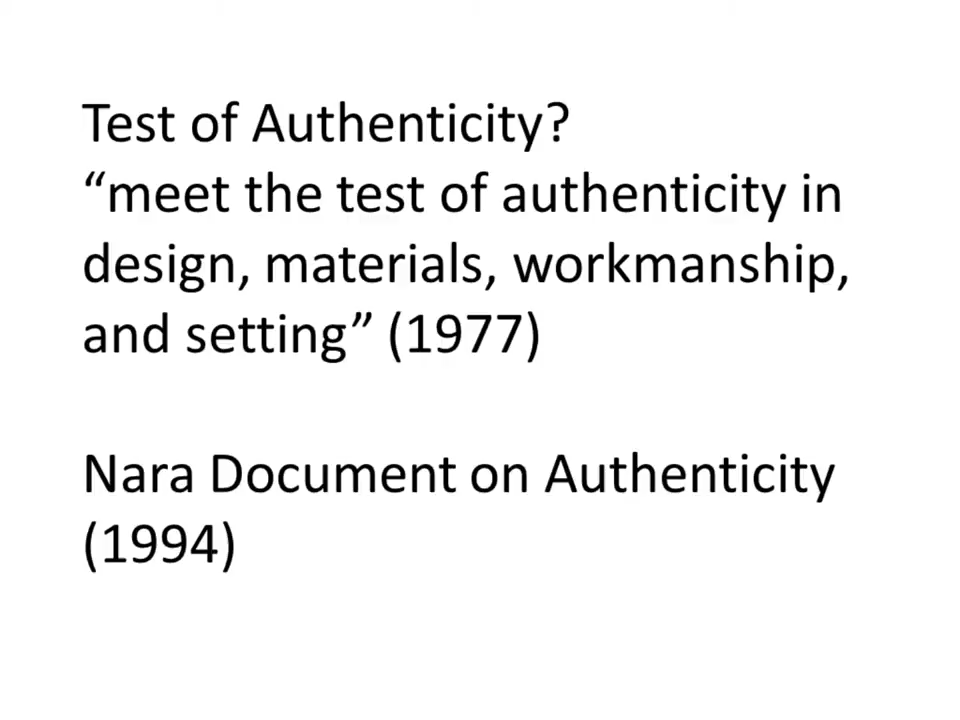 Test of Authenticity?
“meet the test of authenticity in
design, materials, workmanship,
and setting” (1977)
Nara Document on Authenticity
(1994)